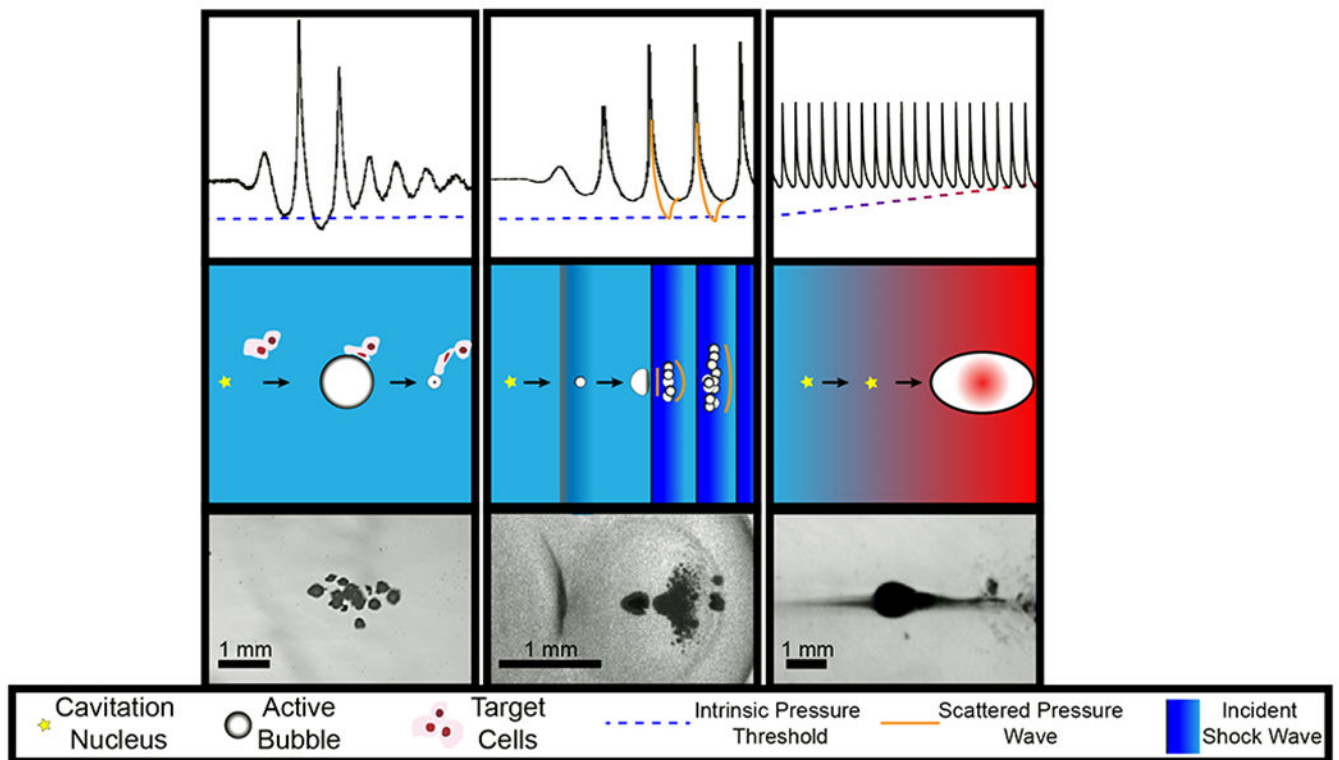 1 mm
1 mm
1 mm
Cavitation
Nucleus
Active
Bubble
Target
Cells
Intrinsic Pressure
Threshold
Scattered Pressure
Wave
Incident
Shock Wave